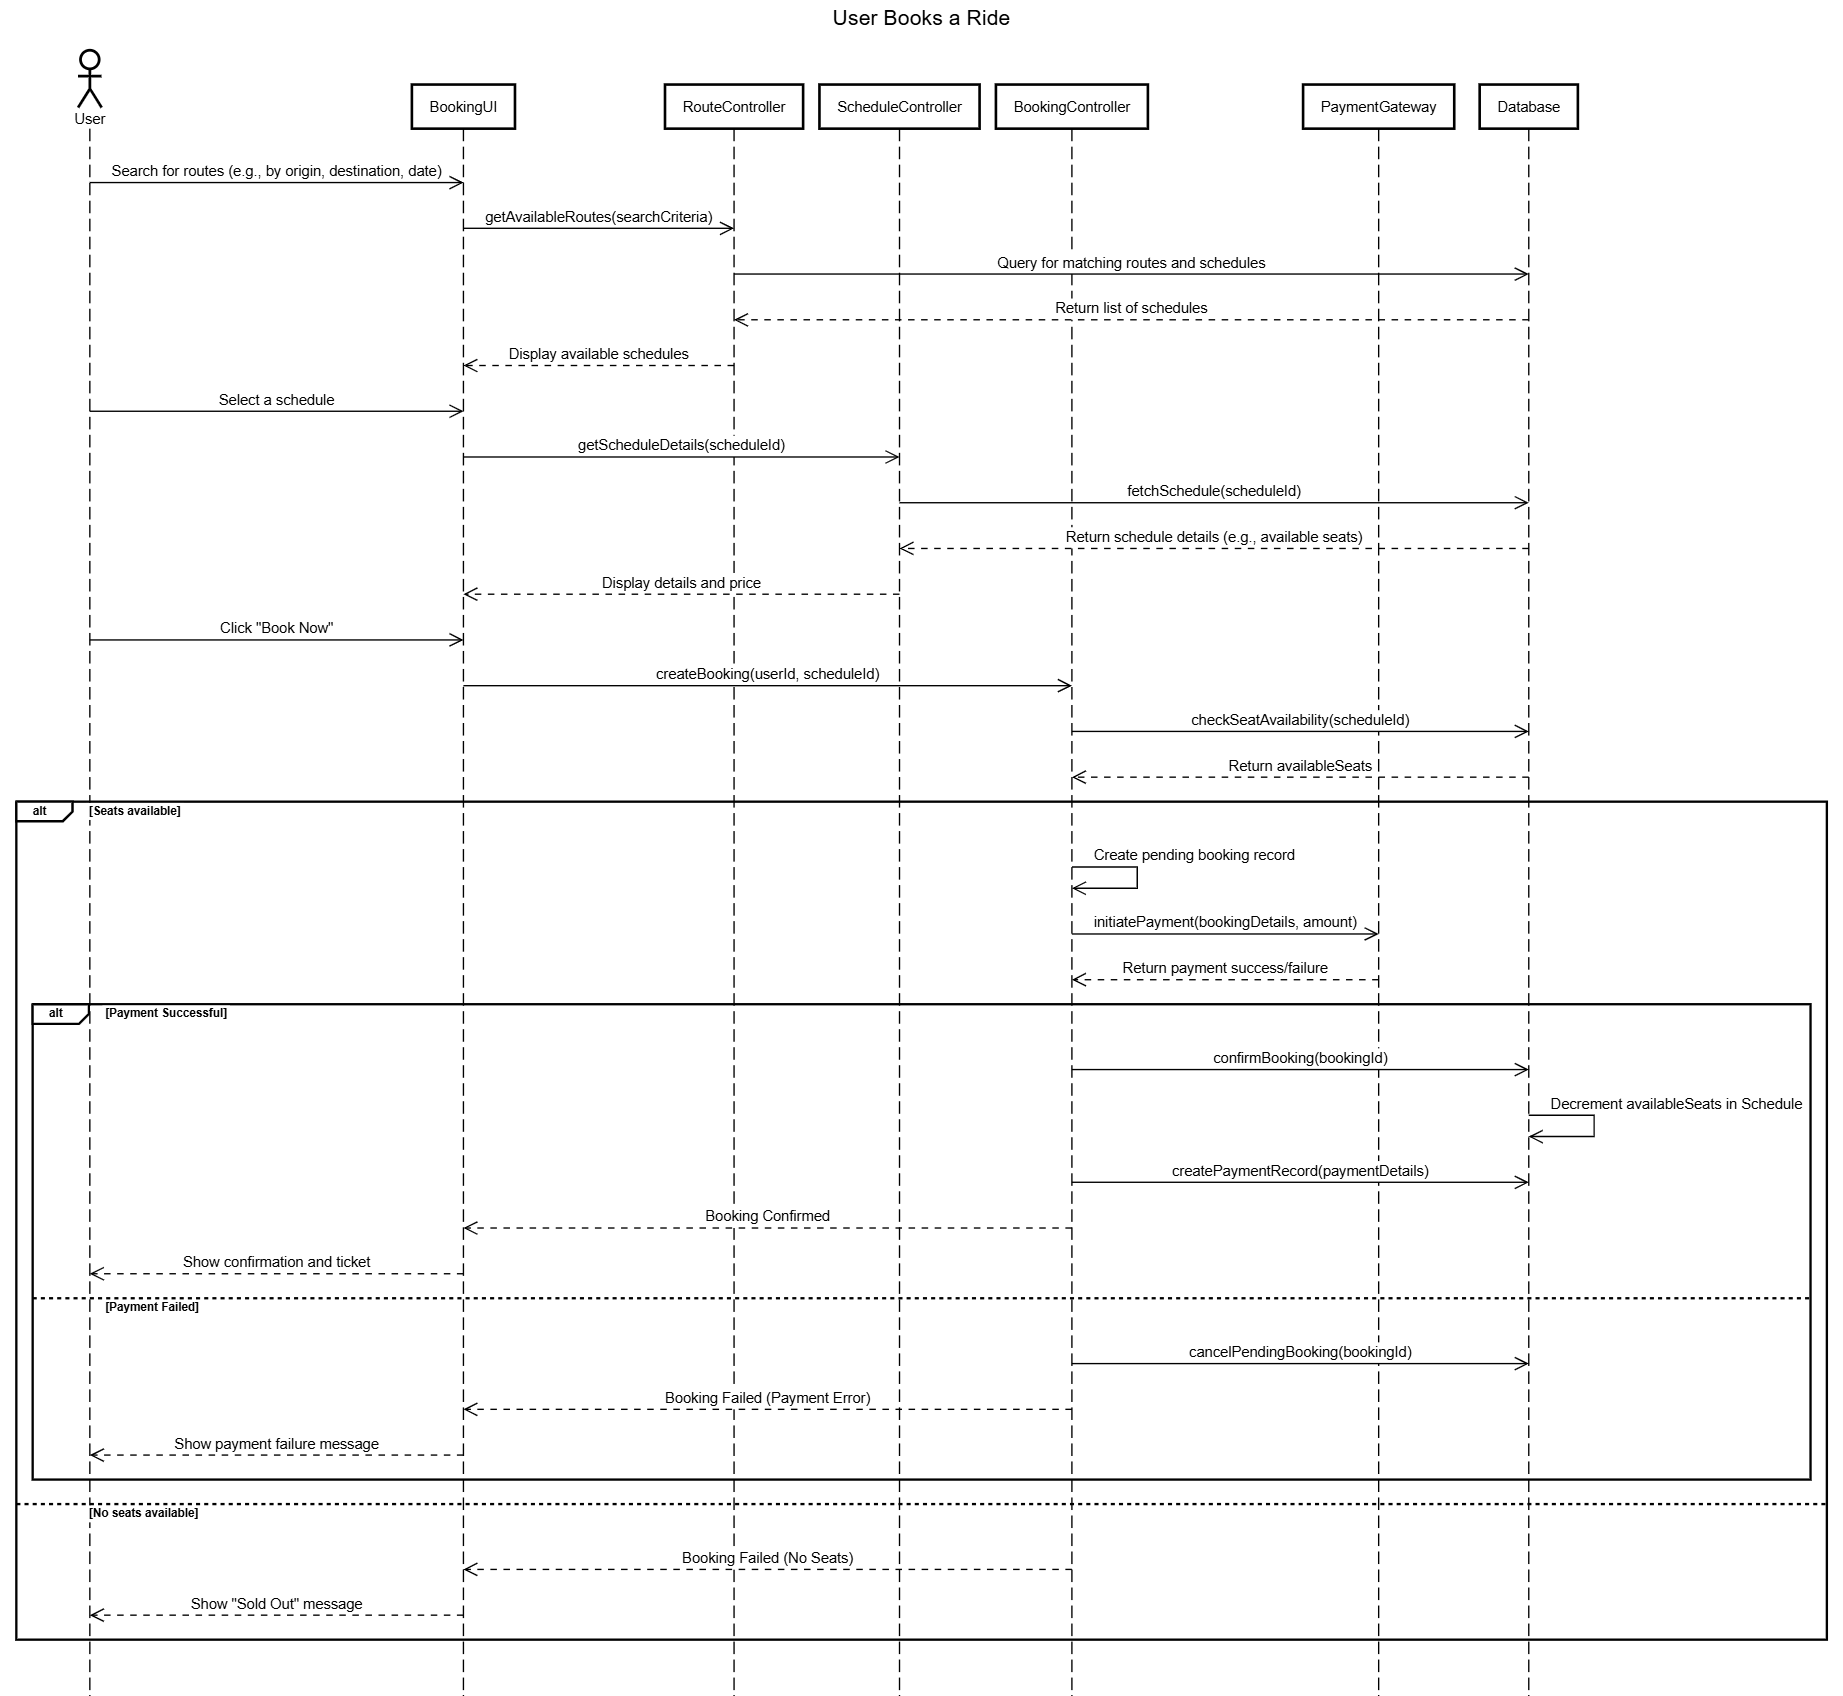 User Books a Ride
User
BookingUI
RouteController
ScheduleController
BookingController
PaymentGateway
Database
Search for routes (e.g., by origin, destination, date)
getAvailableRoutes(searchCriteria)
Query for matching routes and schedules
Return list of schedules
Display available schedules
Select a schedule
getScheduleDetails(scheduleId)
fetchSchedule(scheduleId)
Return schedule details (e.g., available seats)
Display details and price
Click "Book Now"
createBooking(userId, scheduleId)
checkSeatAvailability(scheduleId)
Return availableSeats
alt
[Seats available]
Create pending booking record
initiatePayment(bookingDetails, amount)
Return payment success/failure
alt
[Payment Successful]
confirmBooking(bookingId)
Decrement availableSeats in Schedule
createPaymentRecord(paymentDetails)
Booking Confirmed
Show confirmation and ticket
[Payment Failed]
cancelPendingBooking(bookingId)
Booking Failed (Payment Error)
Show payment failure message
[No seats available]
Booking Failed (No Seats)
Show "Sold Out" message